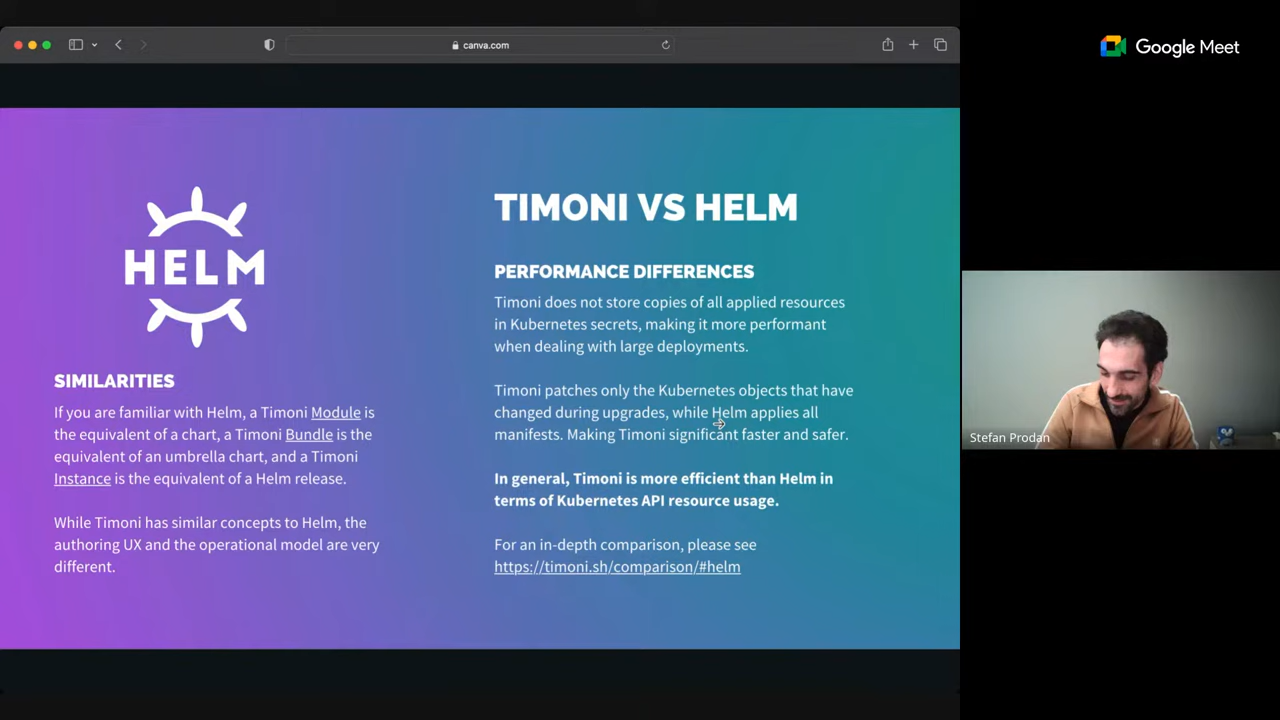 canva.com
Google Meet
HELM
SIMILARITIES
If you are familiar with Helm, a Timoni Module is
the equivalent of a chart, a Timoni Bundle is the
equivalent of an umbrella chart, and a Timoni
Instance is the equivalent of a Helm release.
While Timoni has similar concepts to Helm, the
authoring UX and the operational model are very
different.
TIMONI VS HELM
PERFORMANCE DIFFERENCES
Timoni does not store copies of all applied resources
in Kubernetes secrets, making it more performant
when dealing with large deployments.
Timoni patches only the Kubernetes objects that have
changed during upgrades, while Helm applies all
manifests. Making Timoni significant faster and safer.
In general, Timoni is more efficient than Helm in
terms of Kubernetes API resource usage.
For an in-depth comparison, please see
https://timoni.sh/comparison/#helm
Stefan Prodan